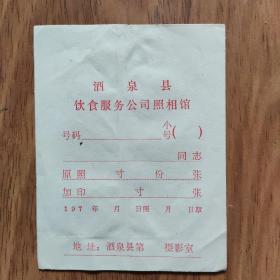 酒泉县
饮食服务公司照相馆
号码 小号( )
同志
原照 寸 份 张
加印 寸 张
197 年 月 日照 月 日取
地址：酒泉县第 摄影室